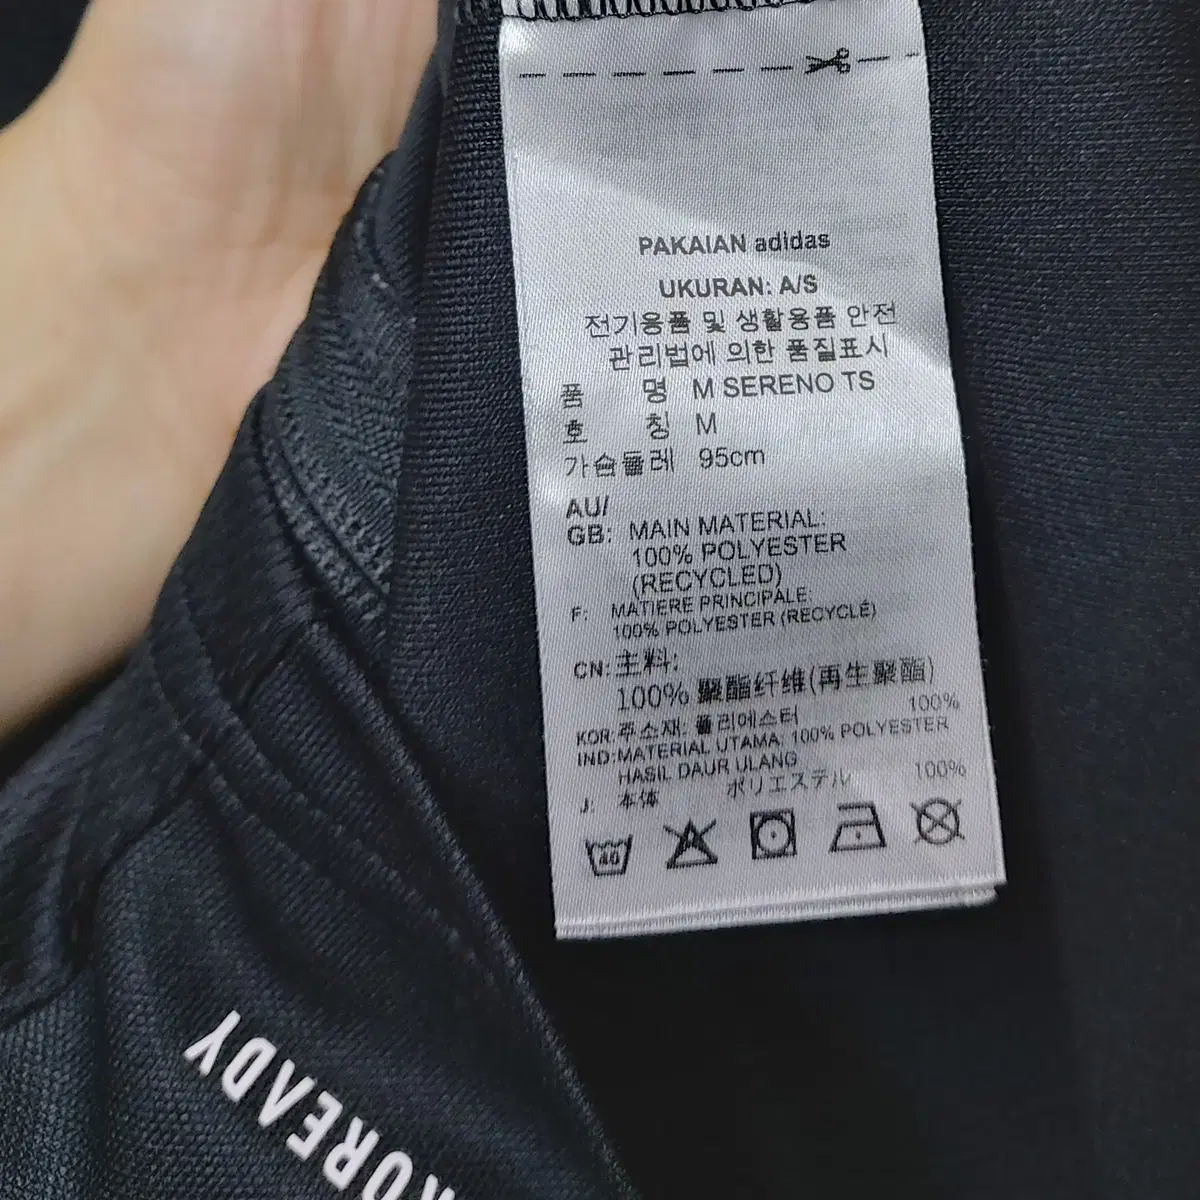 PAKAIAN adidas
UKURAN: A/S
전기용품 및 생활용품 안전
관리법에 의한 품질표시
품 명 M SERENO TS
호 칭 M
가슴둘레 95cm
AU/
GB: MAIN MATERIAL:
100% POLYESTER
(RECYCLED)
F: MATIERE PRINCIPALE:
100% POLYESTER (RECYCLÉ)
CN: 主料:
100% 聚酯纤维(再生聚酯)
KOR: 주소재: 폴리에스터 100%
IND: MATERIAL UTAMA: 100% POLYESTER
HASIL DAUR ULANG
J: 本体 ポリエステル 100%
40
ROREADY